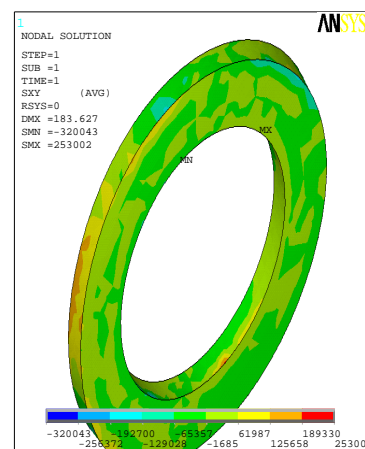 1
ANSYS
NODAL SOLUTION
STEP=1
SUB =1
TIME=1
SXY (AVG)
RSYS=0
DMX =183.627
SMN =-320043
SMX =253002
MX
MN
-320043 -192700 -65357 61987 189330
-256372 -129028 -1685 125658 25300